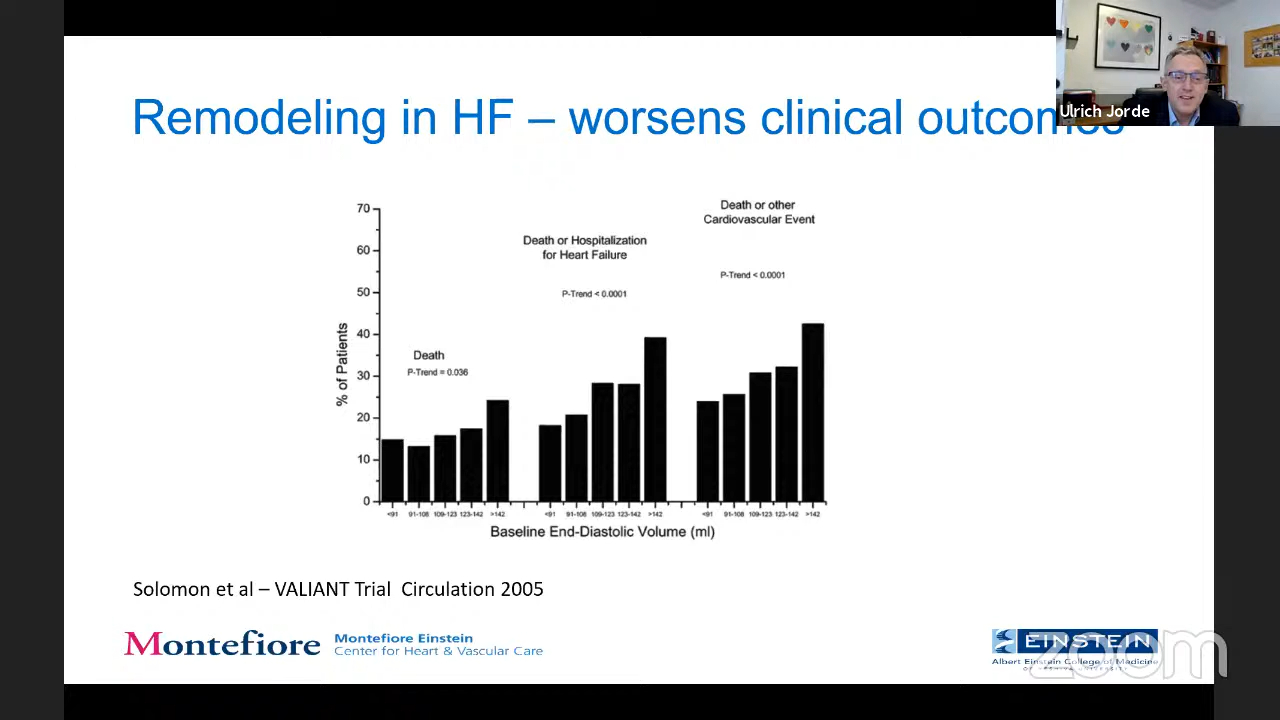 Remodeling in HF – worsens clinical outcomes
Ulrich Jorde
70
60
50
40
30
20
10
0
% of Patients
Death
P-Trend = 0.036
Death or Hospitalization
for Heart Failure
P-Trend < 0.0001
Death or other
Cardiovascular Event
P-Trend < 0.0001
<91 91-108 109-123 123-142 >142
<91 91-108 109-123 123-142 >142
<91 91-108 109-123 123-142 >142
Baseline End-Diastolic Volume (ml)
Solomon et al – VALIANT Trial Circulation 2005
Montefiore
Montefiore Einstein
Center for Heart & Vascular Care
EINSTEIN
Albert Einstein College of Medicine
OF YESHIVA UNIVERSITY
zoom